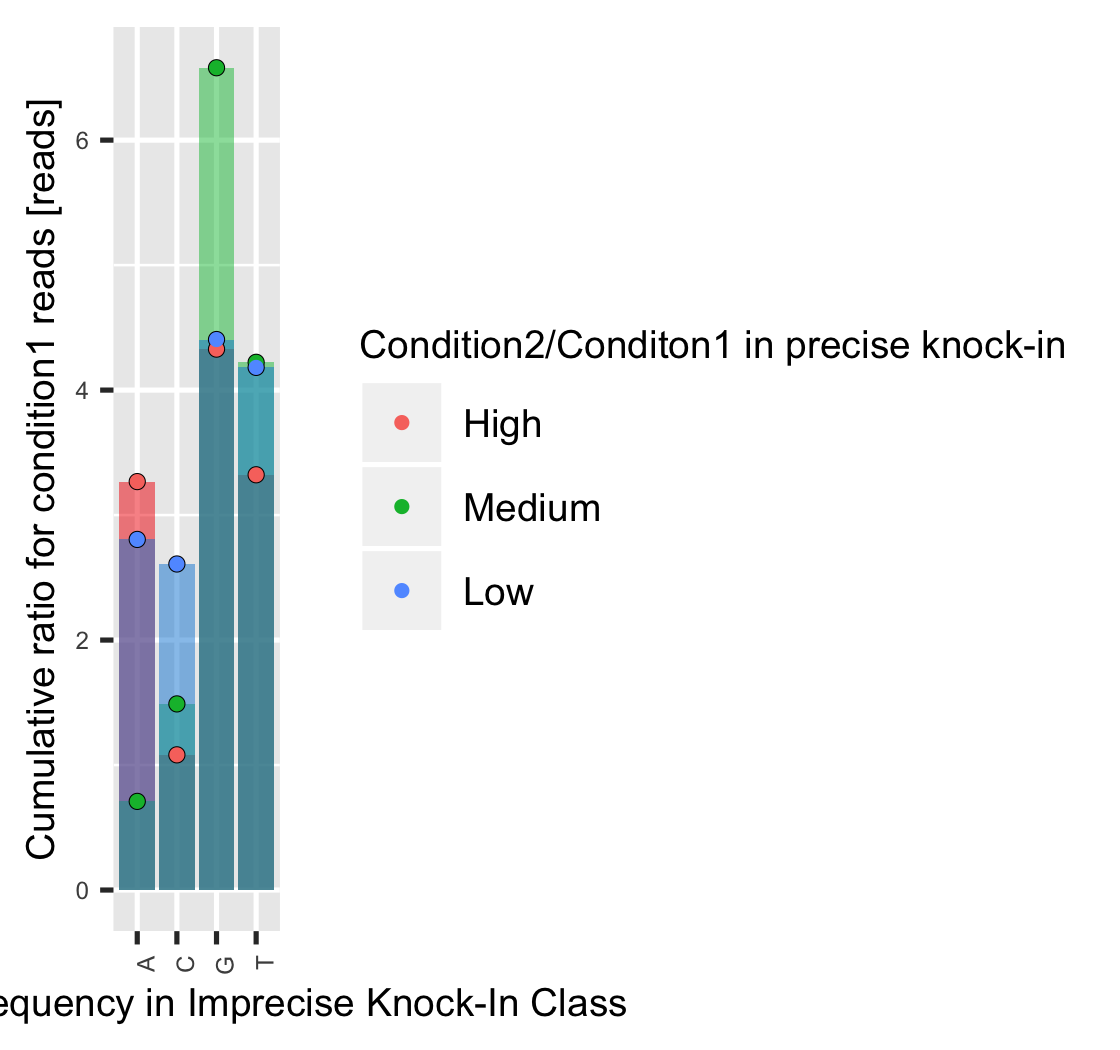 Cumulative ratio for condition1 reads [reads]
6
4
2
0
A
C
G
T
equency in Imprecise Knock-In Class
Condition2/Conditon1 in precise knock-in
High
Medium
Low